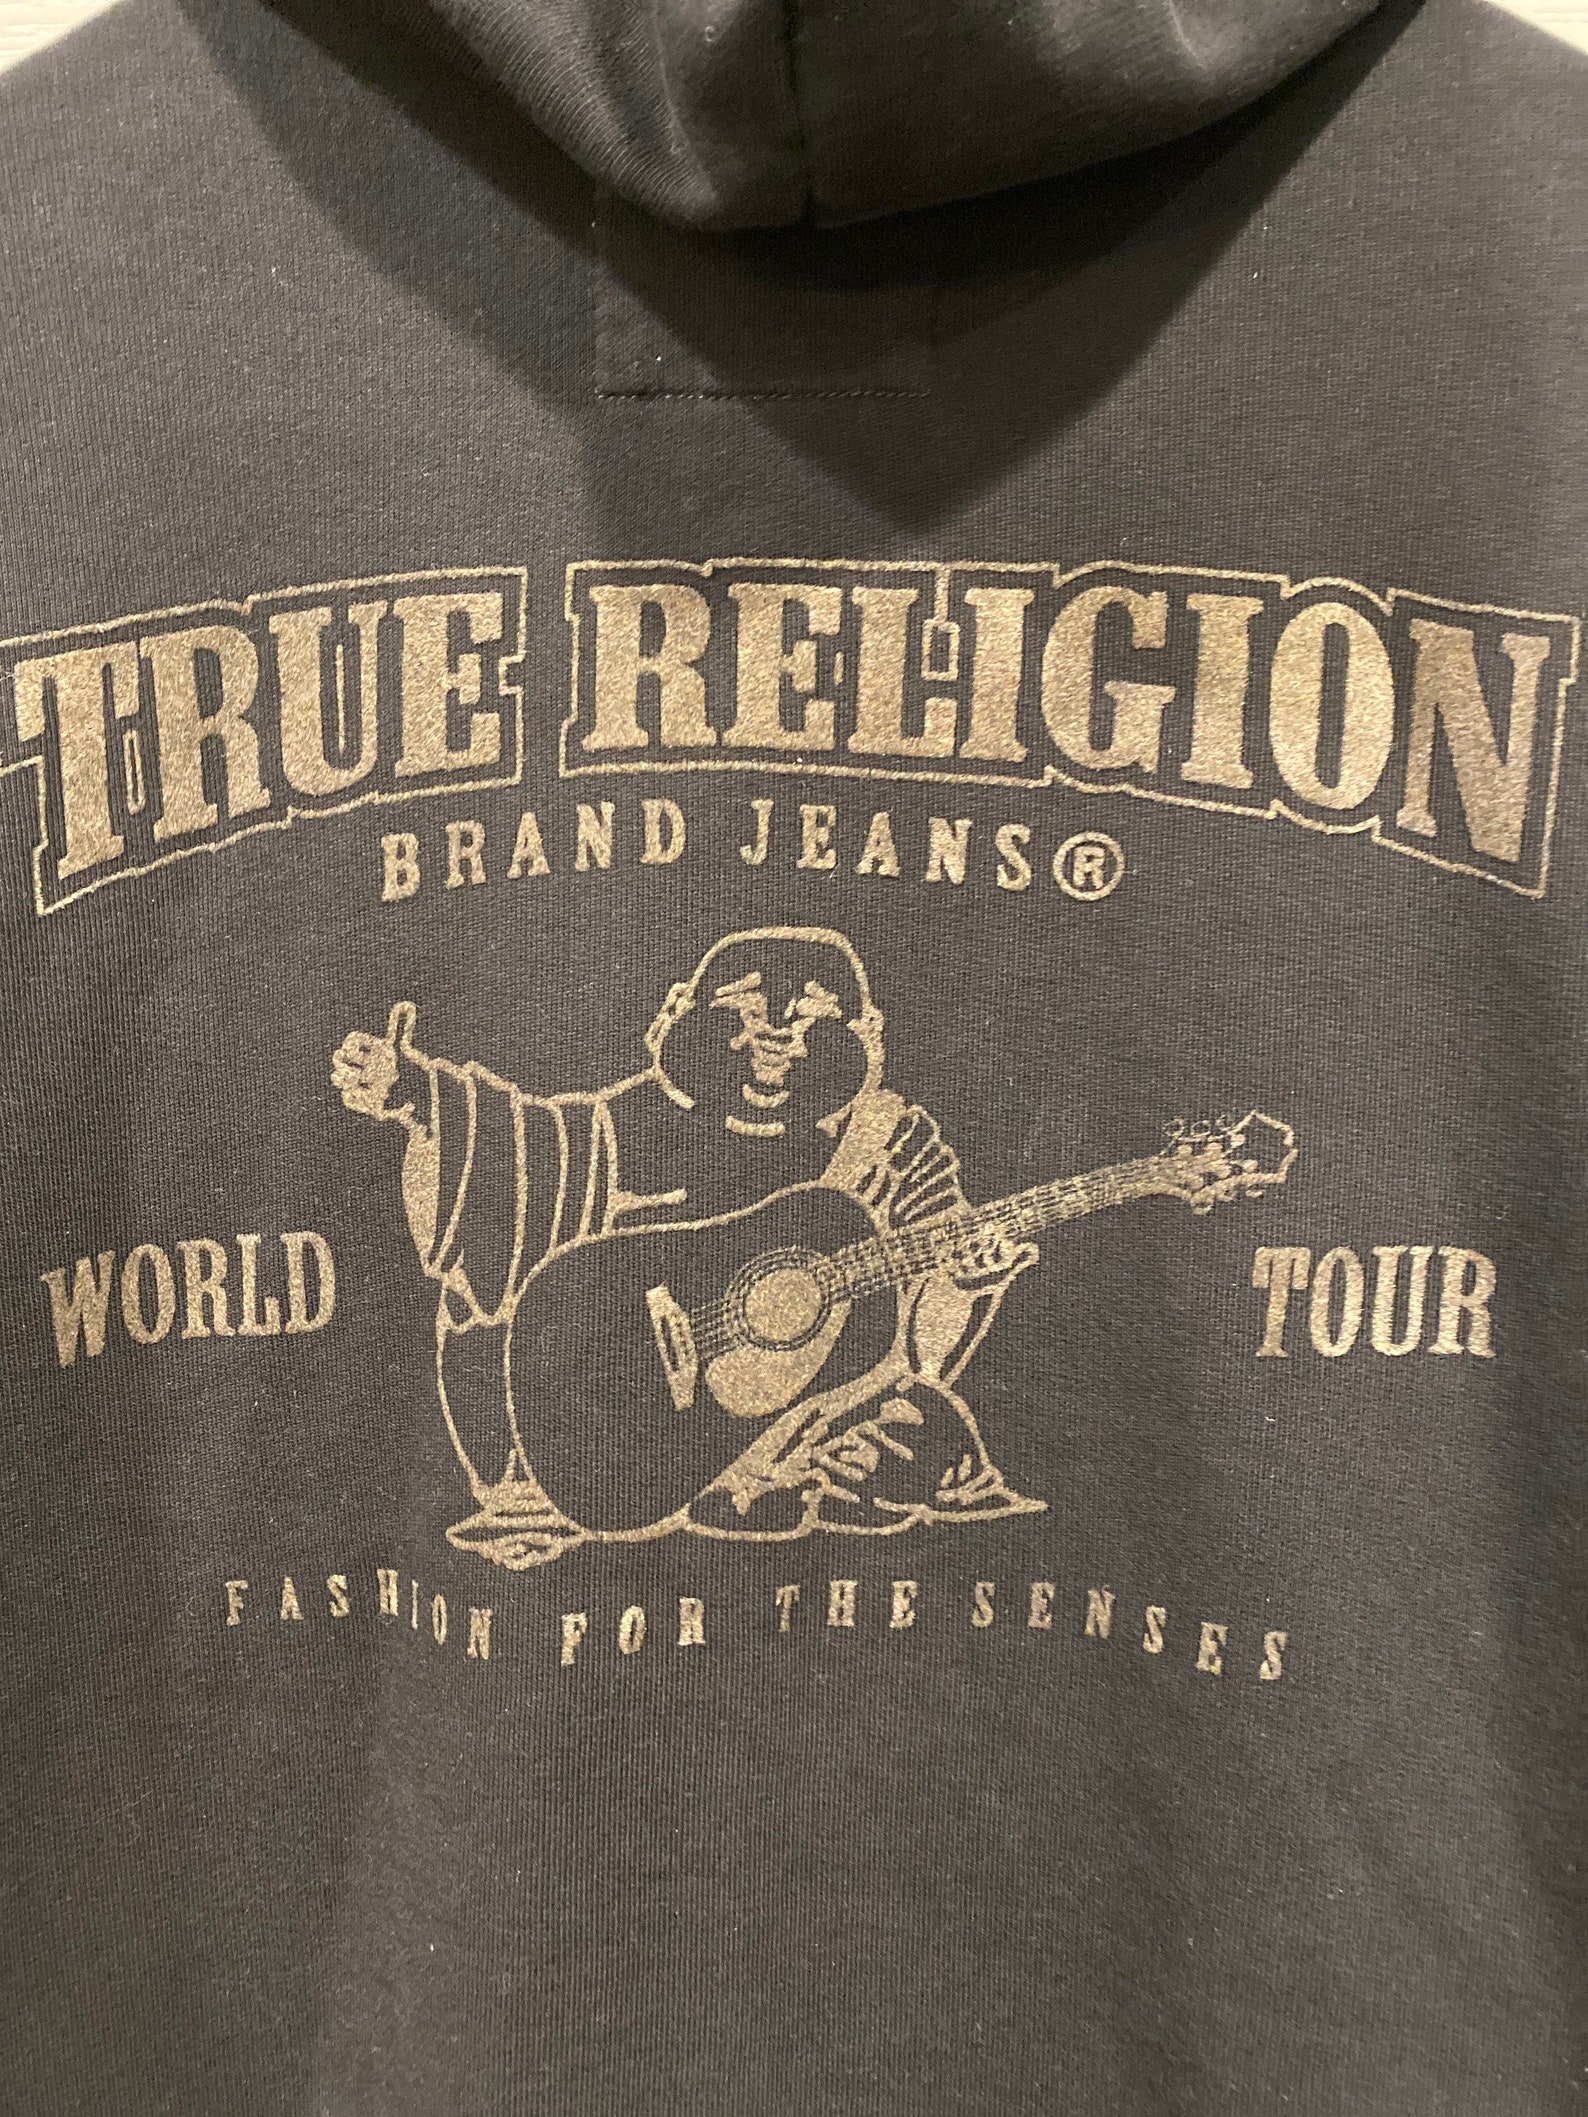 TRUE RELIGION
BRAND JEANS®
WORLD TOUR
FASHION FOR THE SENSES